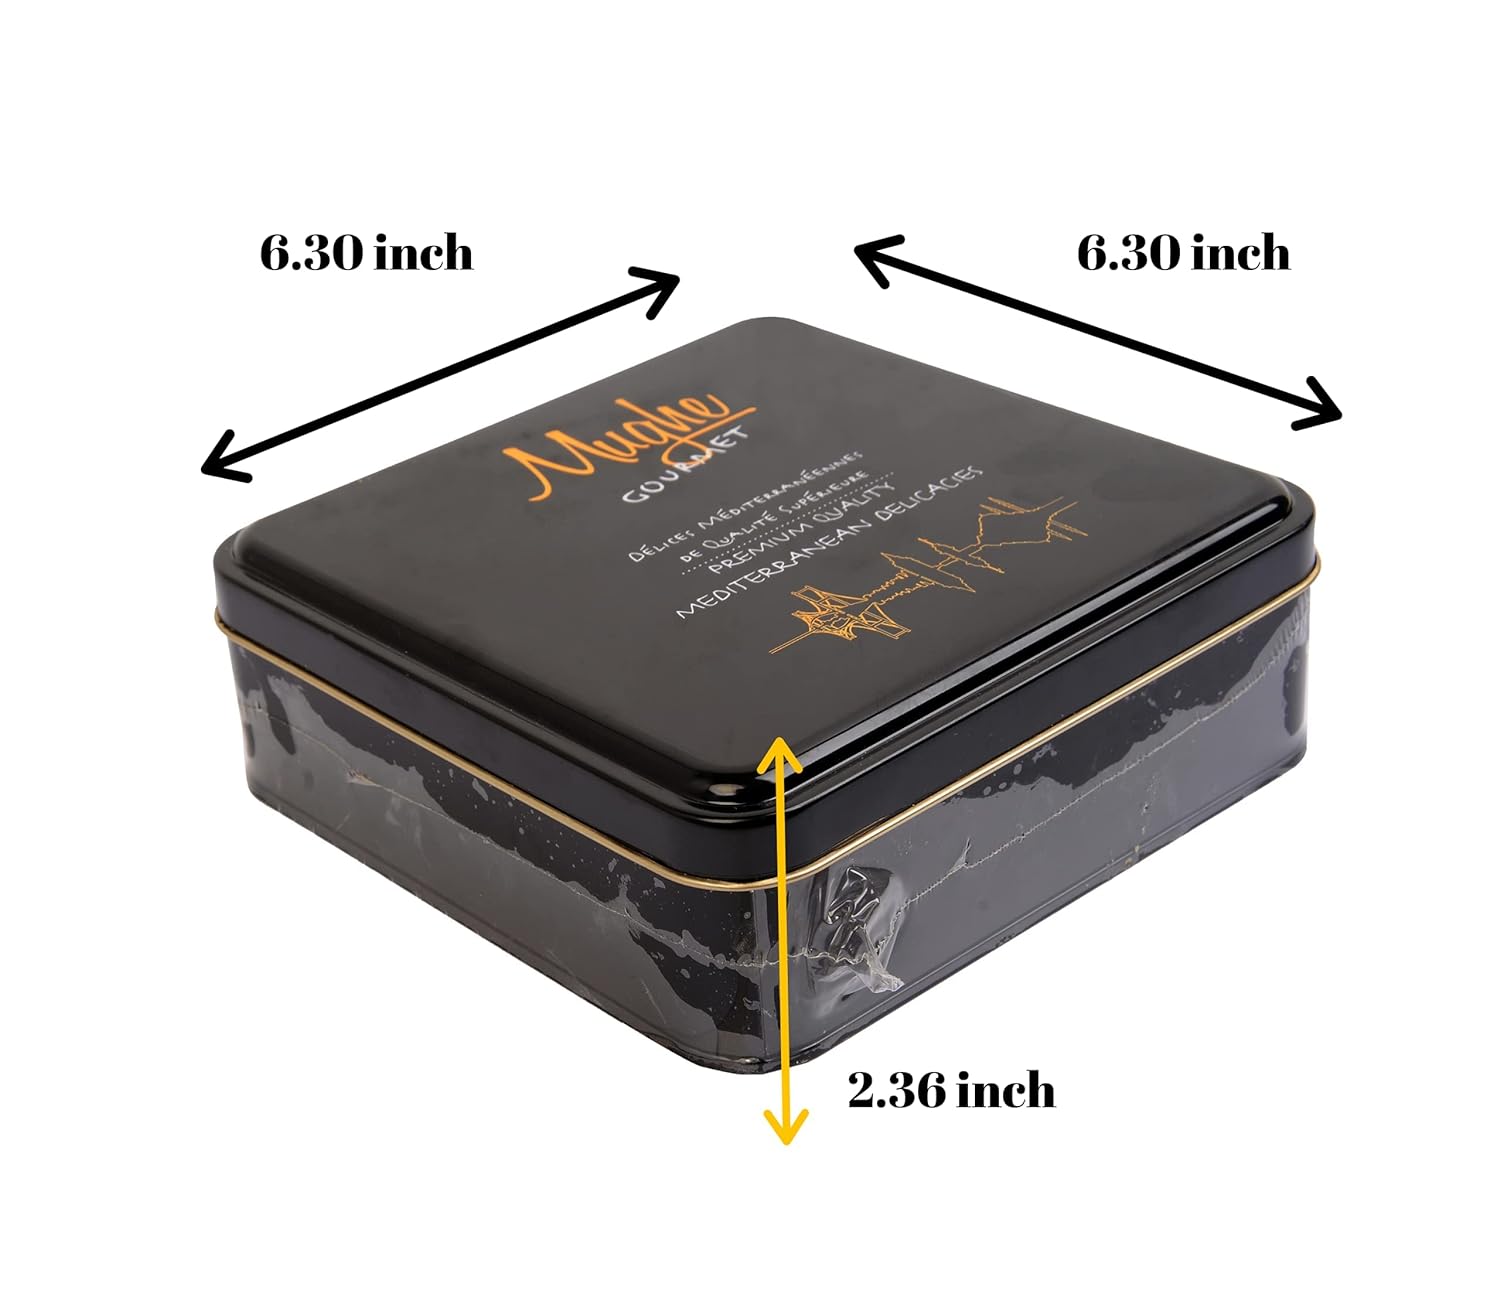 6.30 inch
6.30 inch
Mughe
GOURMET
DÉLICES MÉDITERRANÉENNES
DE QUALITÉ SUPÉRIEURE
PREMIUM QUALITY
MEDITERRANEAN DELICACIES
2.36 inch